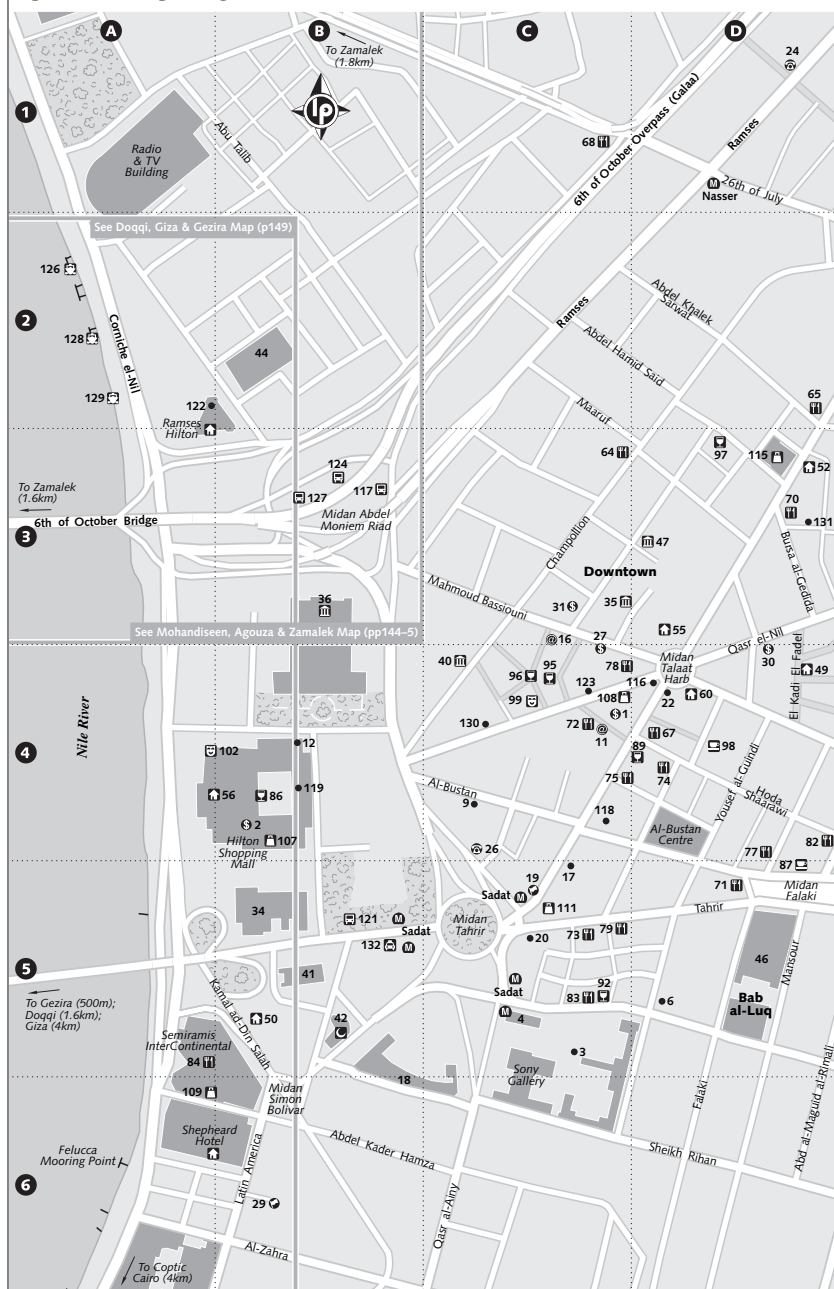 A
B
C
D
To Zamalek
(1.8km)
24
1
lp
Radio
& TV
Building
Abu Talib
68
6th of October Overpass (Galaa)
Ramses
Nasser
26th of July
See Doqqi, Giza & Gezira Map (p149)
126
2
128
Corniche el-Nil
44
129
122
Ramses
Hilton
Ramses
Abdel Khalek
Sarwat
Abdel Hamid Said
Maaruf
65
64
97
115
52
To Zamalek
(1.6km)
124
127
117
70
131
6th of October Bridge
Midan Abdel
Moniem Riad
3
Champollion
47
Downtown
Bursa al-Gedida
36
Mahmoud Bassiouni
31
35
See Mohandiseen, Agouza & Zamalek Map (pp144–5)
16
27
55
Qasr el-Nil
30
40
96
95
78
Midan
Talaat
Harb
El Kadi El Fadel
49
123
116
99
108
22
60
1
130
72
11
67
Nile River
4
102
12
89
98
56
86
119
75
74
Yousef al-Guindi
Hoda
Shaarawi
Al-Bustan
9
118
2
Hilton
Shopping
Mall
107
26
Al-Bustan
Centre
77
82
87
17
19
Sadat
71
Midan
Falaki
34
121
Sadat
Midan
Tahrir
111
Tahrir
132
20
73
79
5
41
46
Mansour
To Gezira (500m);
Doqqi (1.6km);
Giza (4km)
Kamal ad-Din Salah
50
42
Sadat
83
92
6
Bab
al-Luq
4
Semiramis
InterContinental
84
3
18
Sony
Gallery
109
Midan
Simon
Bolivar
Falaki
Abd al-Maguid al-Rimali
Shepheard
Hotel
Felucca
Mooring Point
Abdel Kader Hamza
Sheikh Rihan
6
Latin America
29
Qasr al-Ainy
Al-Zahra
To Coptic
Cairo (4km)